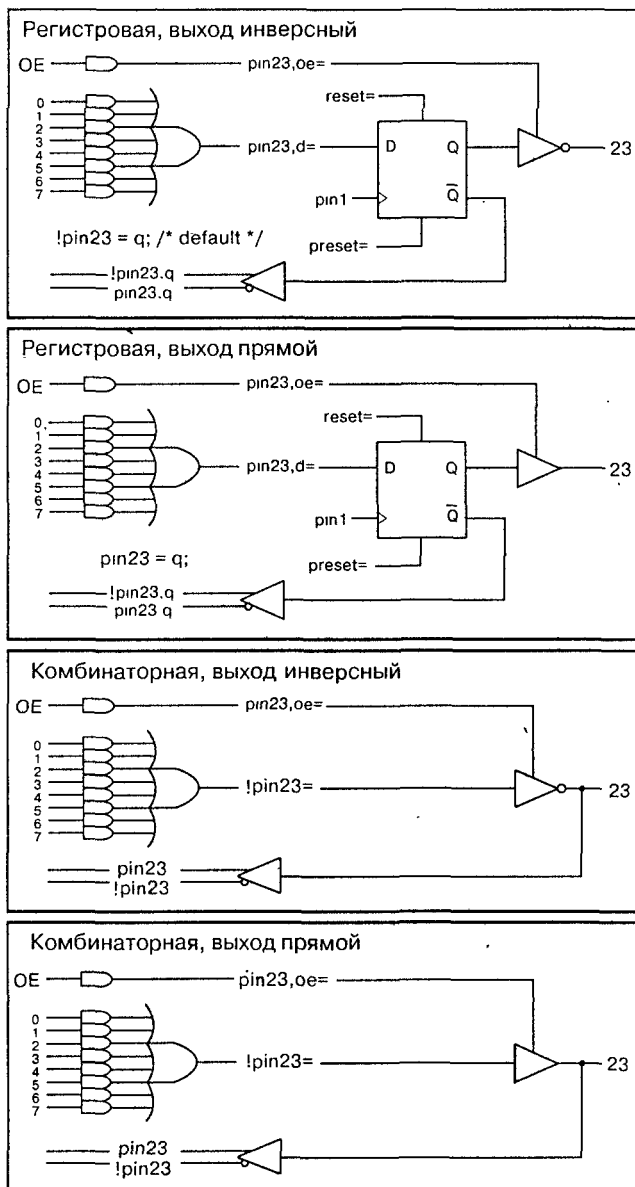 Регистровая, выход инверсный
OE
pin23,oe=
reset=
0
1
2
3
4
5
6
7
pin23,d=
D
Q
23
pin1
Q̅
!pin23 = q; /* default */
preset=
!pin23.q
pin23.q
Регистровая, выход прямой
OE
pin23,oe=
reset=
0
1
2
3
4
5
6
7
pin23,d=
D
Q
23
pin1
Q̅
pin23 = q;
preset=
!pin23.q
pin23 q
Комбинаторная, выход инверсный
OE
pin23,oe=
0
1
2
3
4
5
6
7
!pin23=
23
pin23
!pin23
Комбинаторная, выход прямой
OE
pin23,oe=
0
1
2
3
4
5
6
7
!pin23=
23
pin23
!pin23